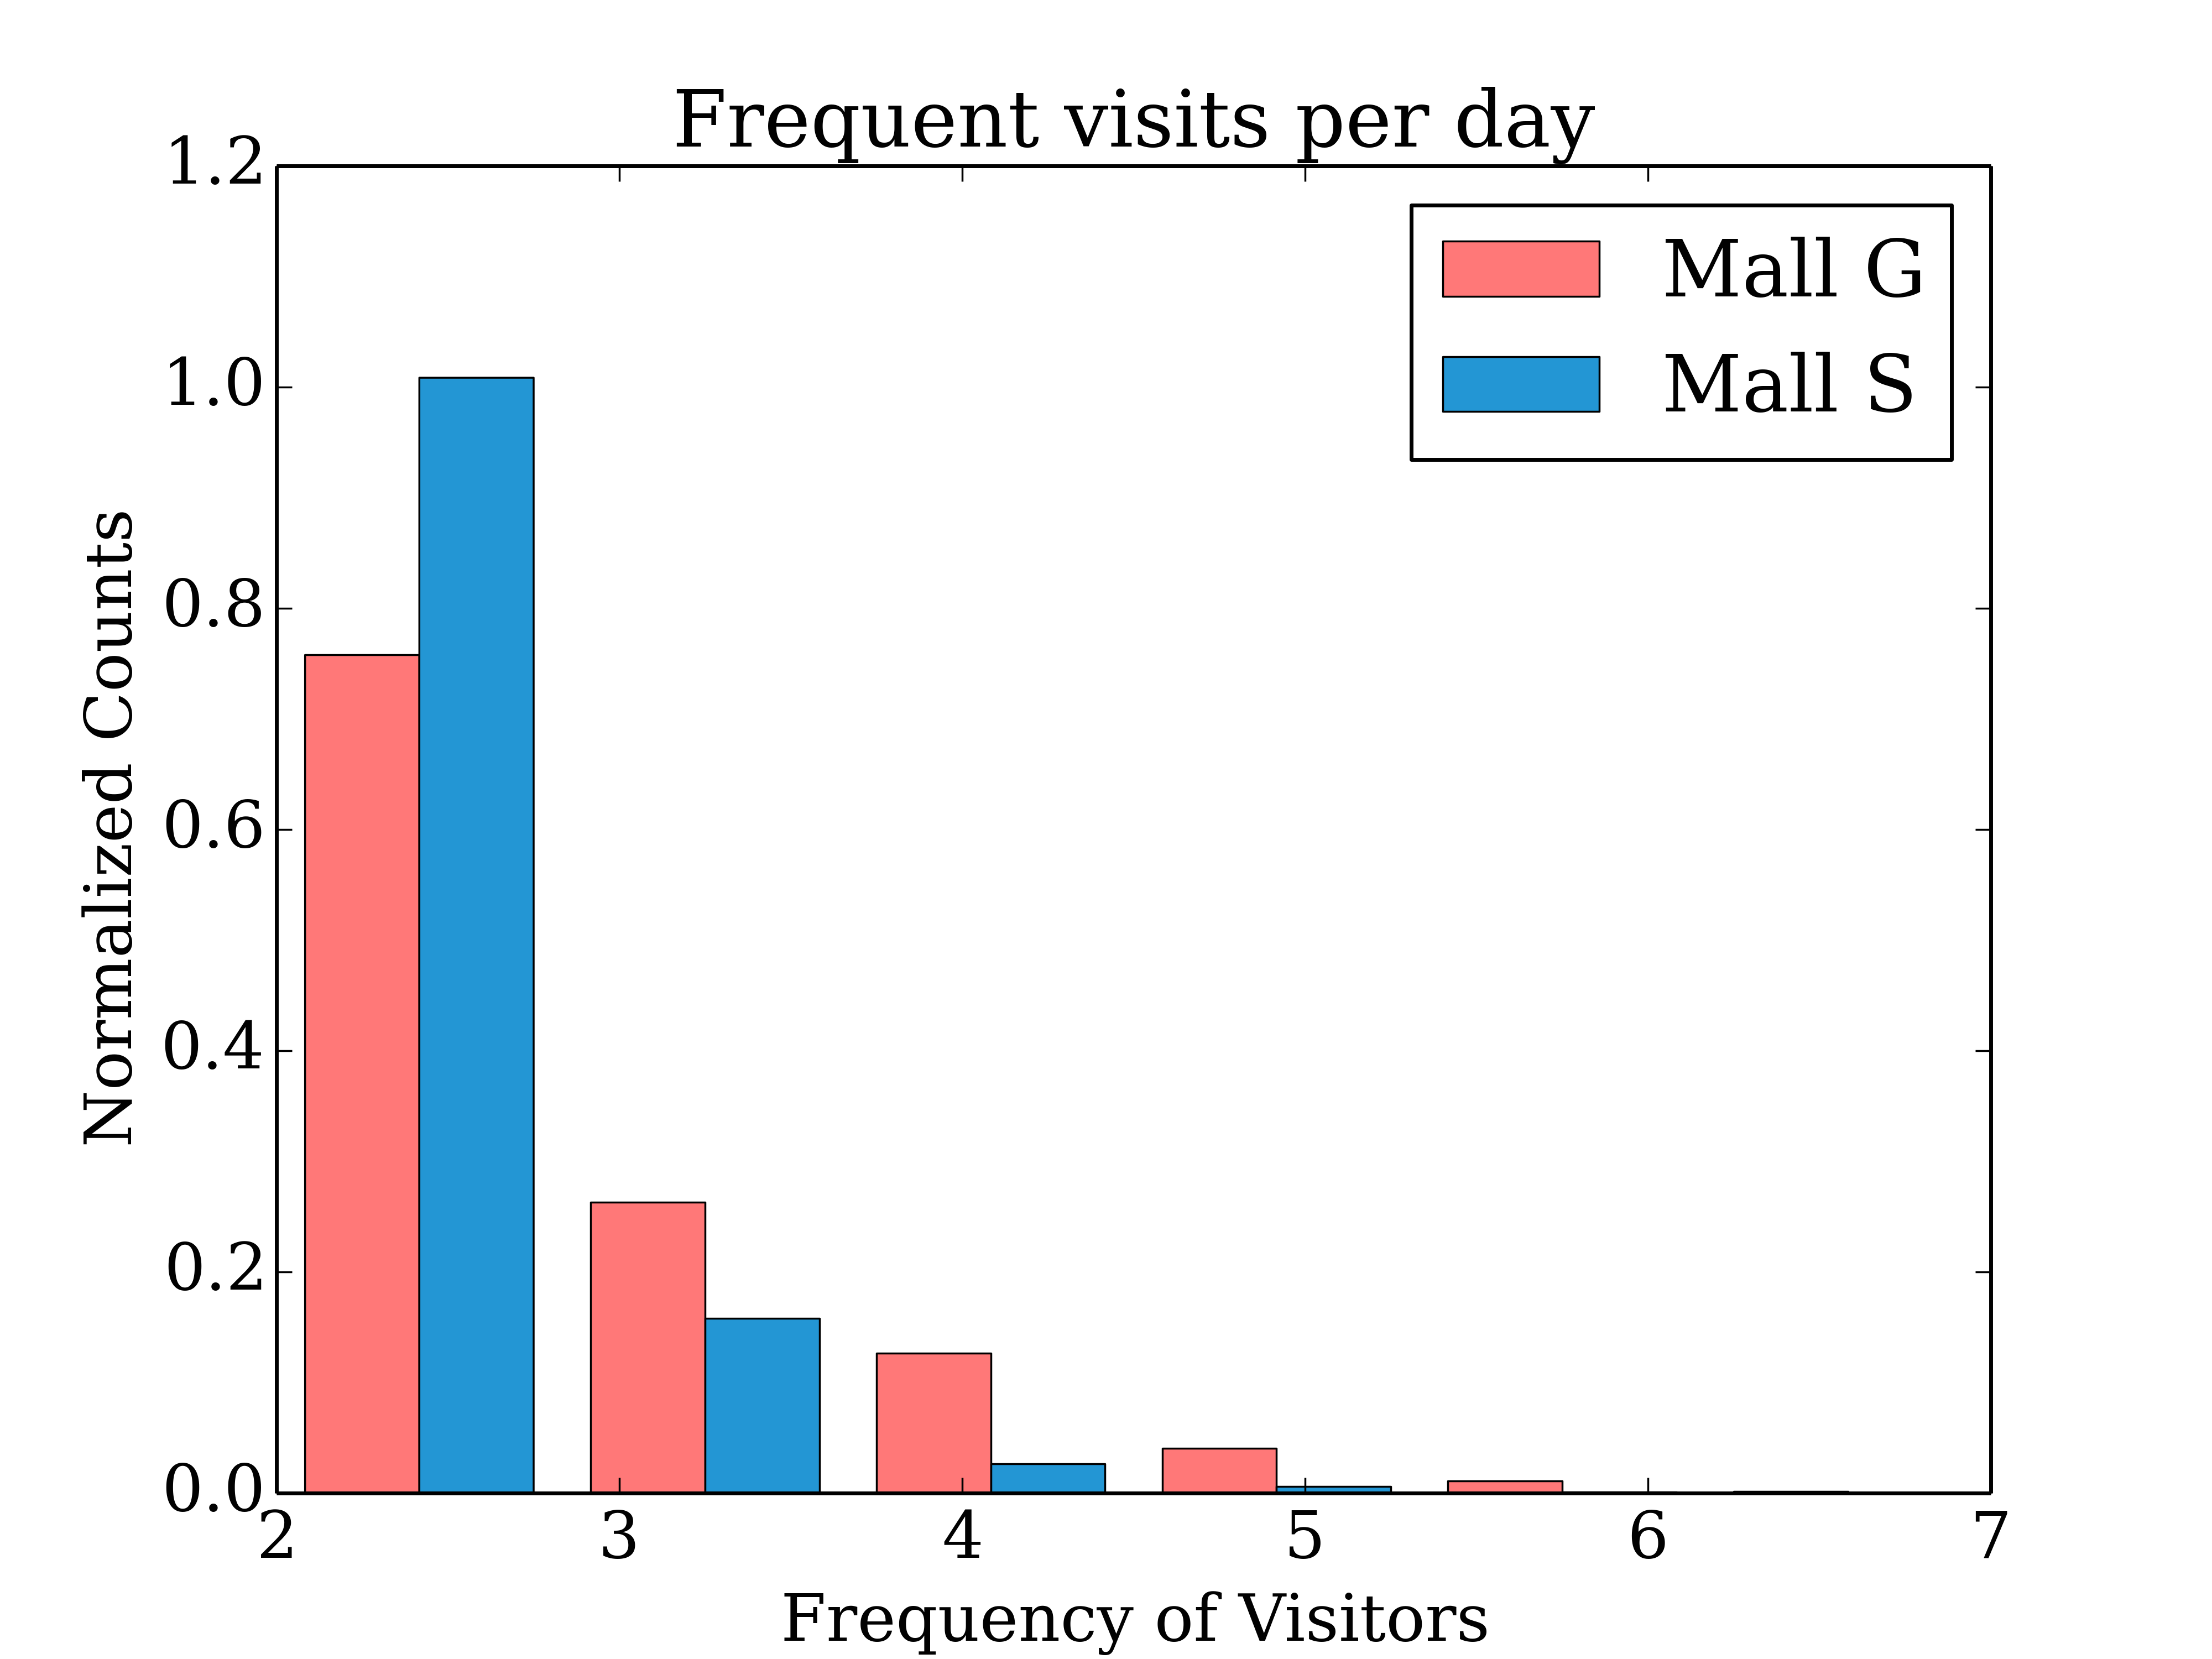 Frequent visits per day
1.2
1.0
0.8
0.6
0.4
0.2
0.0
Normalized Counts
Mall G
Mall S
2 3 4 5 6 7
Frequency of Visitors